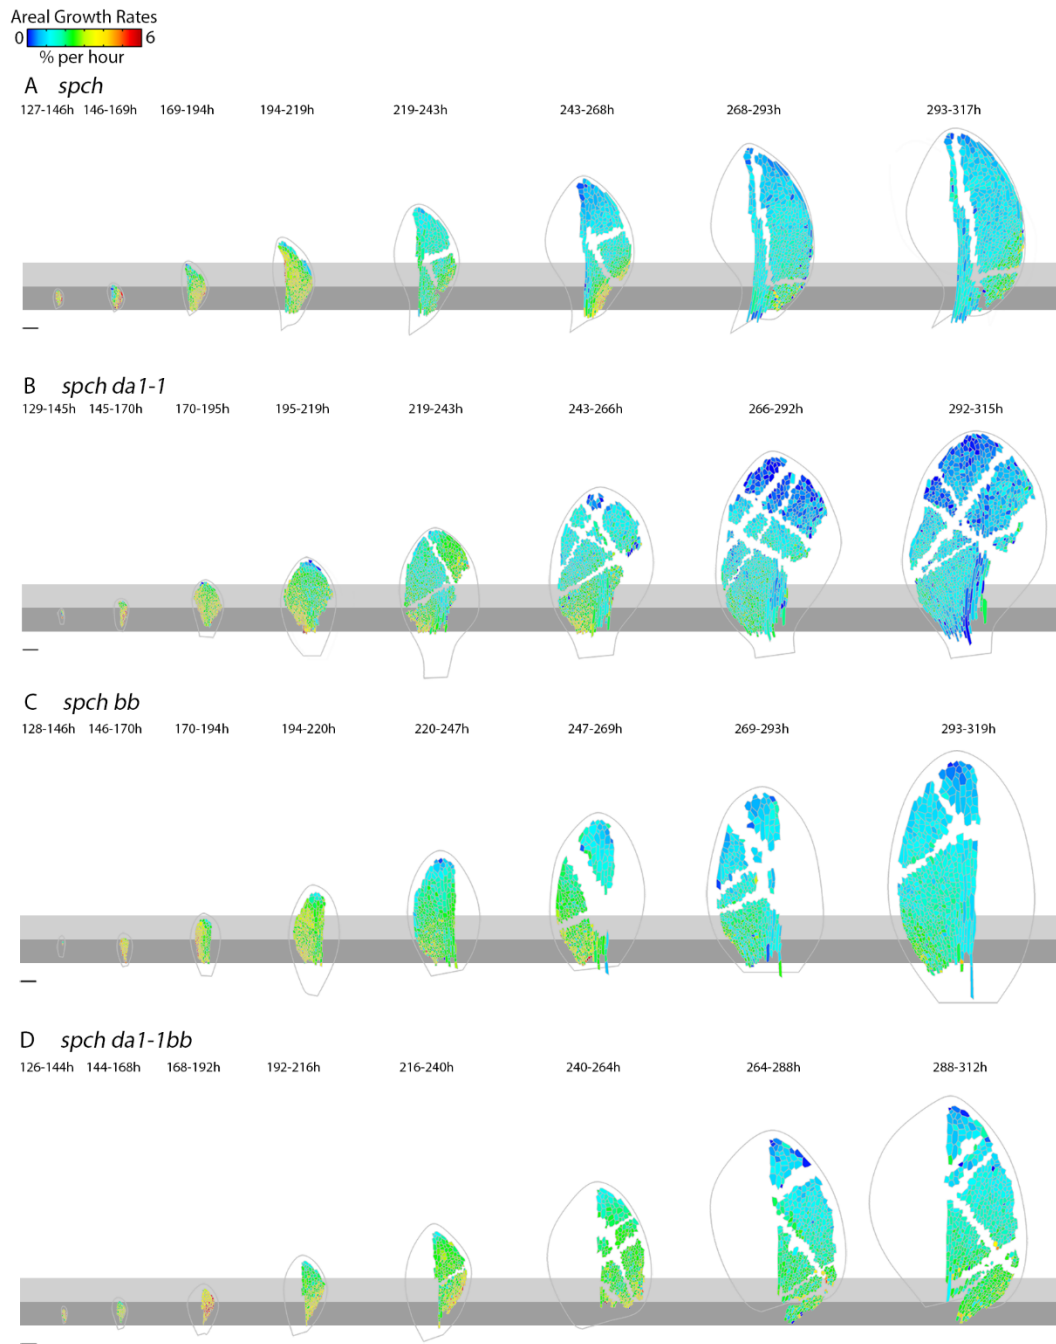 Areal Growth Rates
0 6
% per hour
A spch
127-146h 146-169h 169-194h 194-219h 219-243h 243-268h 268-293h 293-317h
B spch da1-1
129-145h 145-170h 170-195h 195-219h 219-243h 243-266h 266-292h 292-315h
C spch bb
128-146h 146-170h 170-194h 194-220h 220-247h 247-269h 269-293h 293-319h
D spch da1-1bb
126-144h 144-168h 168-192h 192-216h 216-240h 240-264h 264-288h 288-312h